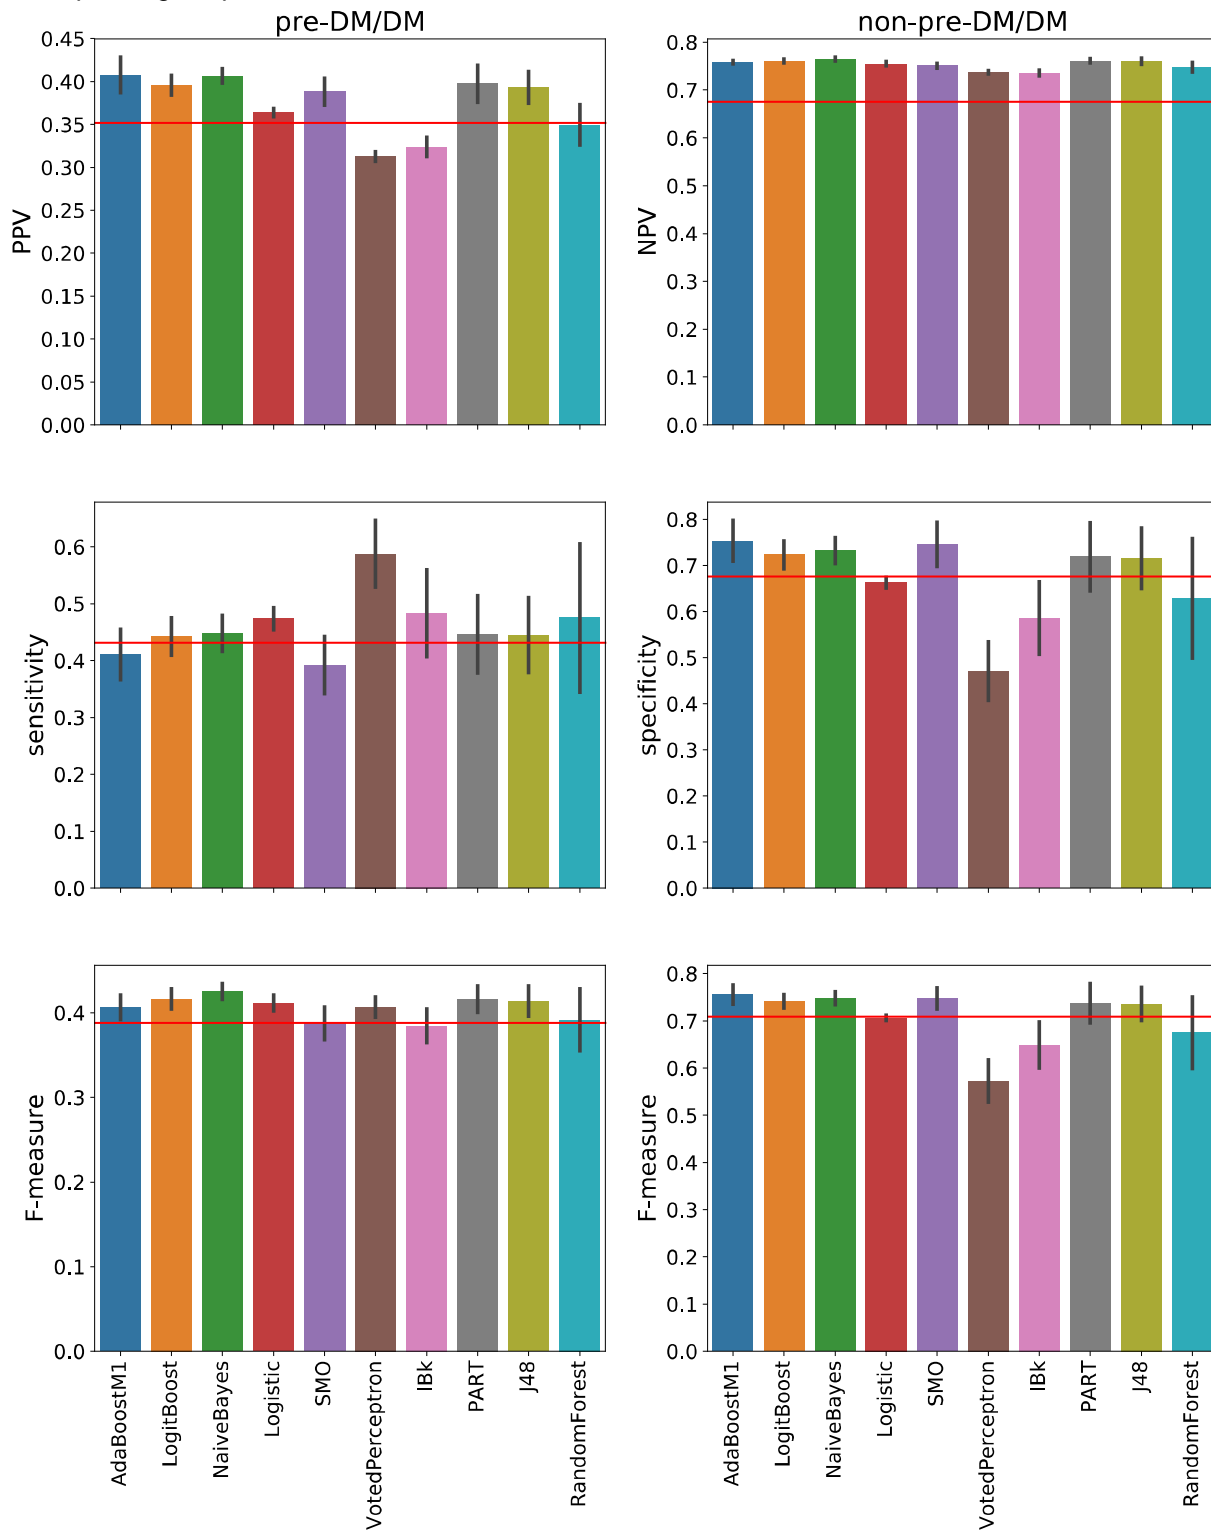 pre-DM/DM
non-pre-DM/DM
0.45
0.40
0.35
0.30
0.25
0.20
0.15
0.10
0.05
0.00
PPV
0.8
0.7
0.6
0.5
0.4
0.3
0.2
0.1
0.0
NPV
0.6
0.5
0.4
0.3
0.2
0.1
0.0
sensitivity
0.8
0.7
0.6
0.5
0.4
0.3
0.2
0.1
0.0
specificity
0.4
0.3
0.2
0.1
0.0
F-measure
0.8
0.7
0.6
0.5
0.4
0.3
0.2
0.1
0.0
F-measure
AdaBoostM1
LogitBoost
NaiveBayes
Logistic
SMO
VotedPerceptron
IBk
PART
J48
RandomForest
AdaBoostM1
LogitBoost
NaiveBayes
Logistic
SMO
VotedPerceptron
IBk
PART
J48
RandomForest